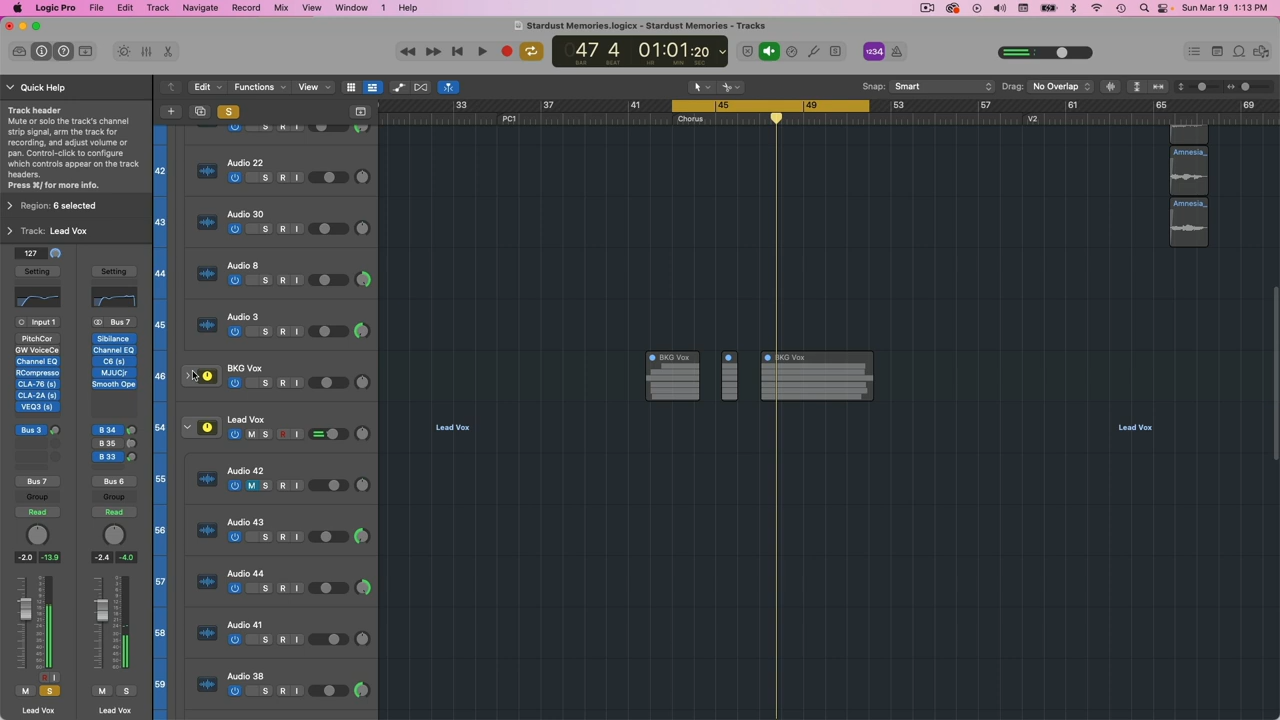 Logic Pro File Edit Track Navigate Record Mix View Window 1 Help Sun Mar 19 1:13 PM
Stardust Memories.logicx - Stardust Memories - Tracks
47 4 01:01:20
BAR BEAT
1234
Quick Help
Edit Functions View Snap: Smart Drag: No Overlap
Track header
Mute or solo the track's channel
strip signal, arm the track for
recording, and adjust volume or
pan. Control-click to configure
which controls appear on the track
headers.
Press ⌘/ for more info.
S
33 37 41 45 49 53 57 61 65 69
PC1 Chorus V2
Region: 6 selected
Track: Lead Vox
127
Setting Setting
Input 1 Bus 7
PitchCor Sibilance
GW VoiceCe Channel EQ
Channel EQ C6 (s)
RCompresso MJUCjr
CLA-76 (s) Smooth Ope
CLA-2A (s)
VEQ3 (s)
Bus 3 B 34
B 35
B 33
Bus 7 Bus 6
Group Group
Read Read
-2.0 -13.9 -2.4 -4.0
R I
M S M S
Lead Vox Lead Vox
42 Audio 22
S R I
Amnesia_
43 Audio 30
S R I
Amnesia_
44 Audio 8
S R I
45 Audio 3
S R I
46 BKG Vox
S R I
BKG Vox BKG Vox
54 Lead Vox
M S R I
Lead Vox Lead Vox
55 Audio 42
M S R I
56 Audio 43
S R I
57 Audio 44
S R I
58 Audio 41
S R I
59 Audio 38
S R I